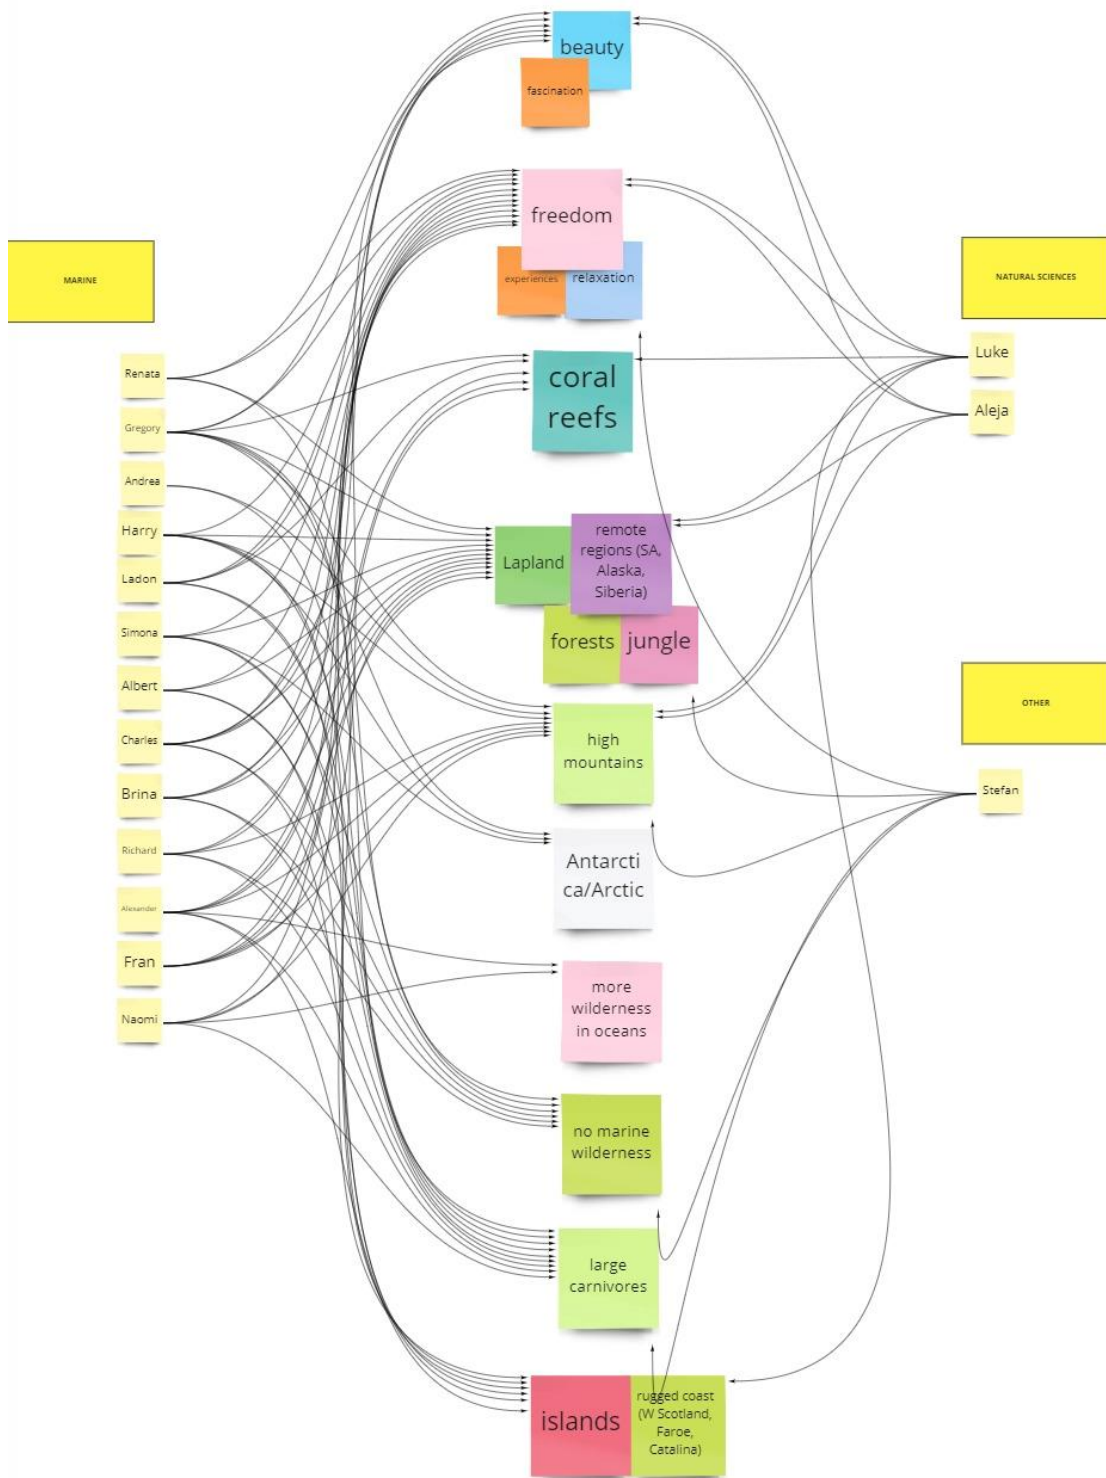 beauty
fascination
freedom
experiences
relaxation
MARINE
NATURAL SCIENCES
Renata
Gregory
Andrea
Harry
Ladon
Simona
Albert
Charles
Brina
Richard
Alexander
Fran
Naomi
Luke
Aleja
coral
reefs
Lapland
remote
regions (SA,
Alaska,
Siberia)
forests
jungle
OTHER
Stefan
high
mountains
Antarcti
ca/Arctic
more
wilderness
in oceans
no marine
wilderness
large
carnivores
islands
rugged coast
(W Scotland,
Faroe,
Catalina)